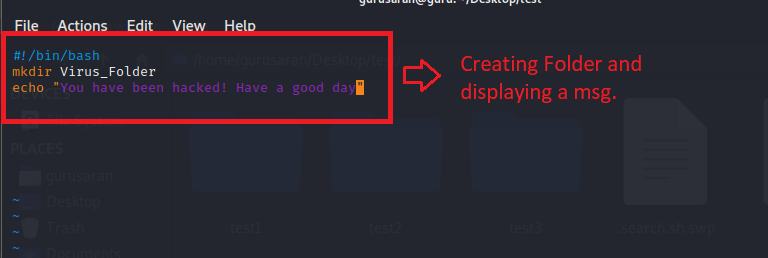 gurusaran@guru: ~/Desktop/test
File Actions Edit View Help
#!/bin/bash
mkdir Virus_Folder
echo "You have been hacked! Have a good day"
Creating Folder and
displaying a msg.
/home/gurusaran/Desktop/te
DEVICES
PLACES
gurusaran
~ Desktop
~
~ Trash
~ Documents
test1 test2 test3 .search.sh.swp